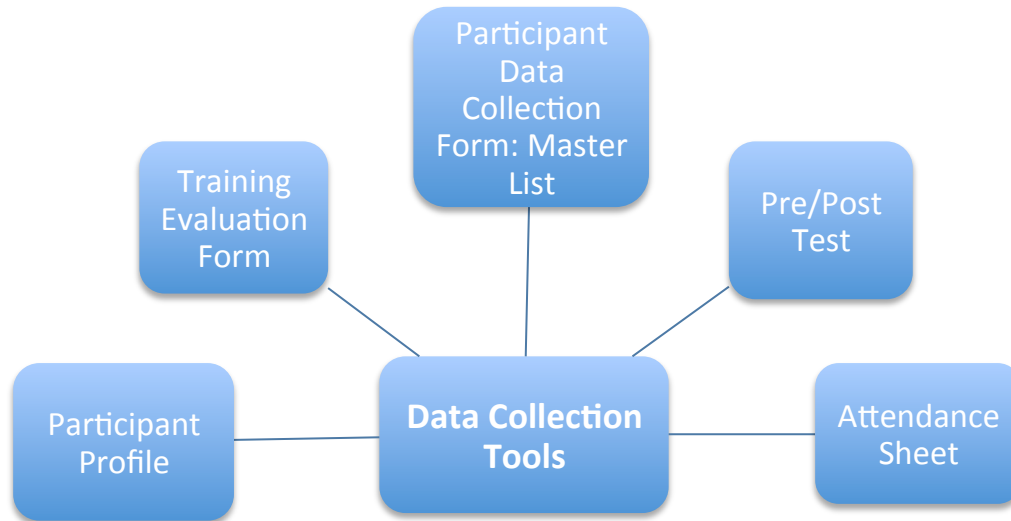 Participant
Data
Collection
Form: Master
List
Training
Evaluation
Form
Pre/Post
Test
Participant
Profile
Data Collection
Tools
Attendance
Sheet